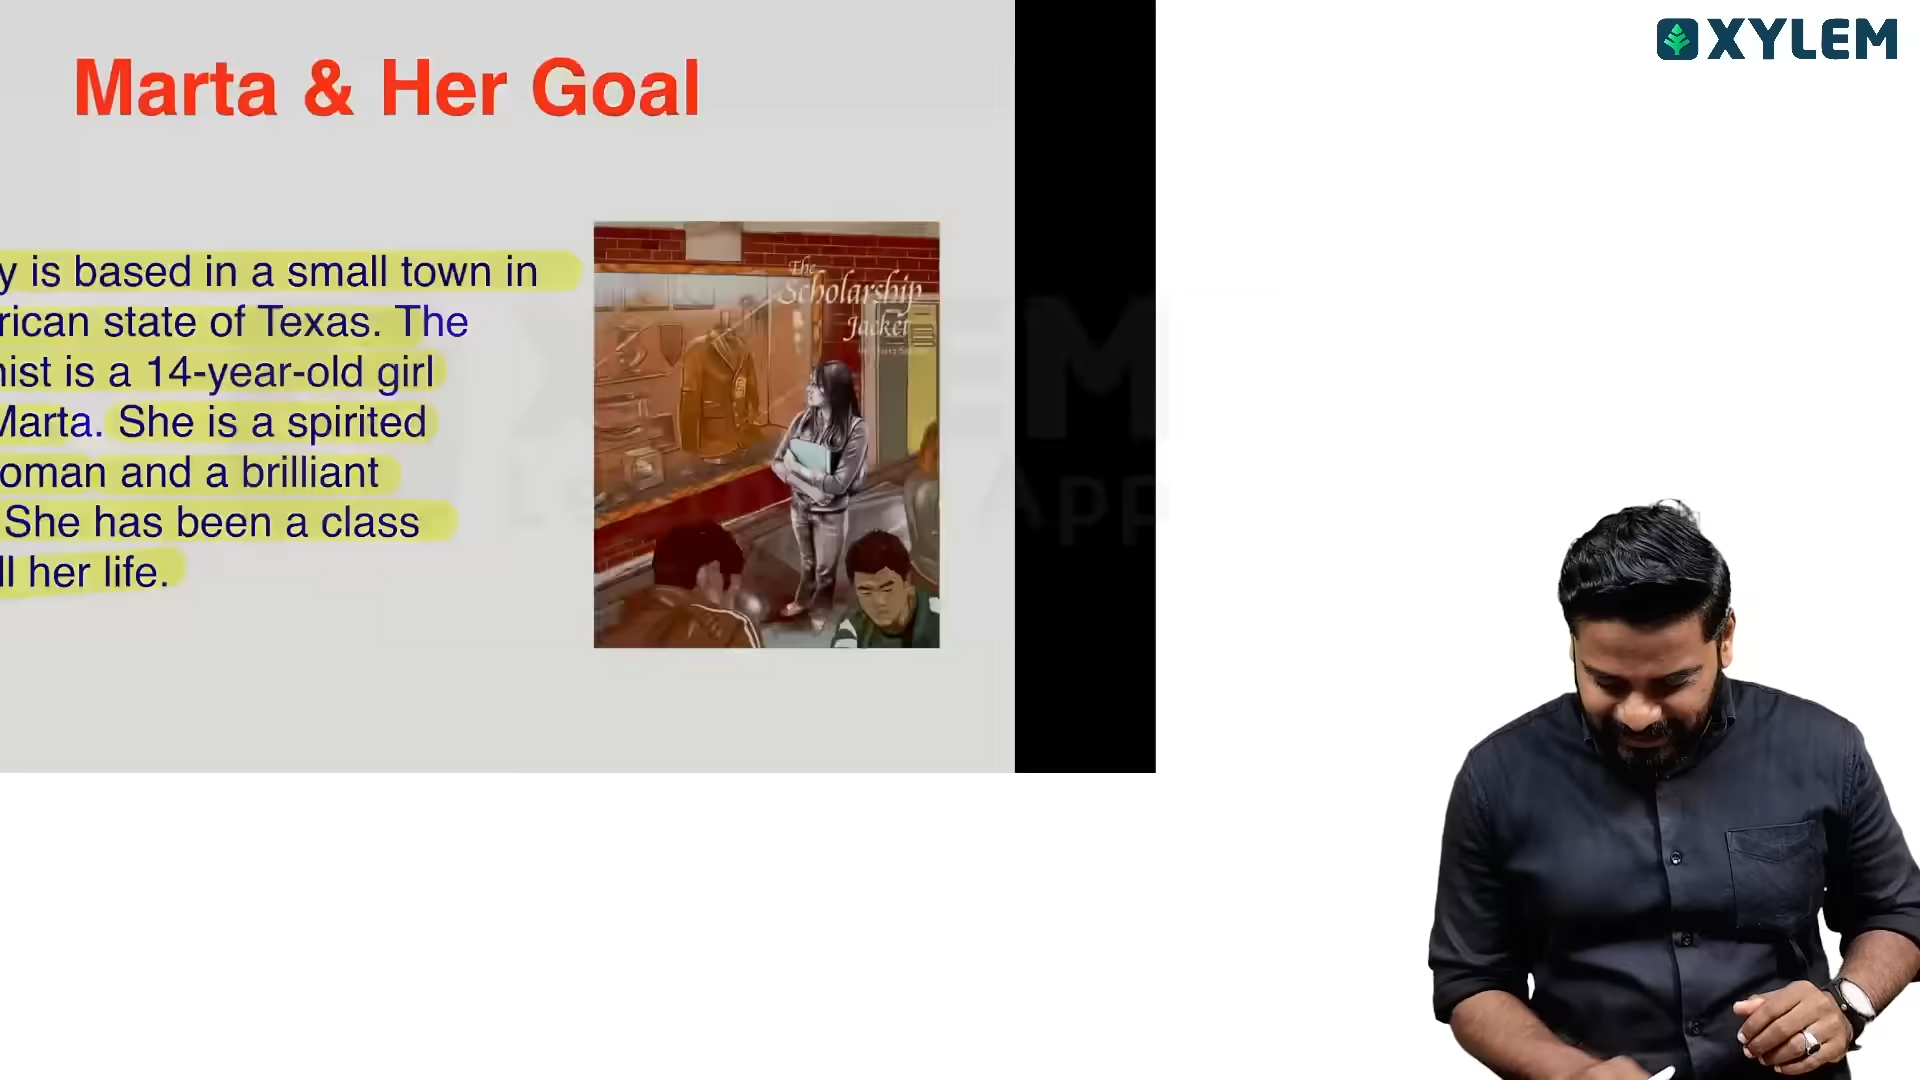 XYLEM
Marta & Her Goal
y is based in a small town in
rican state of Texas. The
nist is a 14-year-old girl
Marta. She is a spirited
oman and a brilliant
She has been a class
ll her life.
The
Scholarship
Jacket